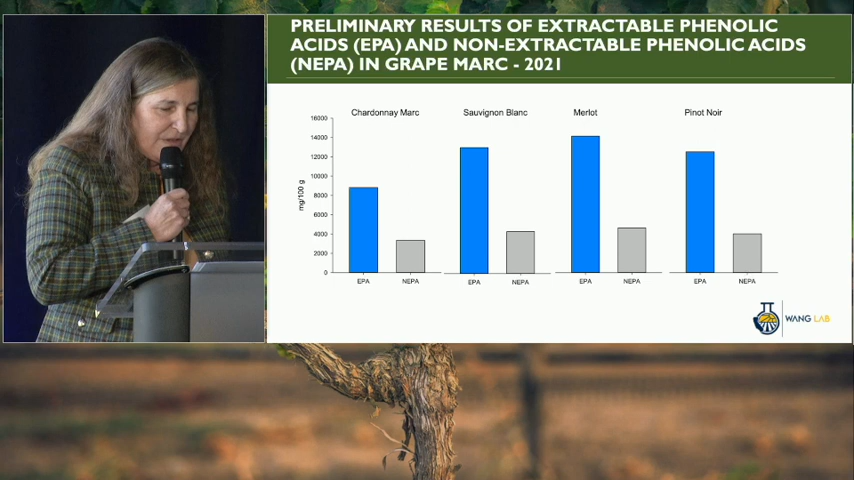 PRELIMINARY RESULTS OF EXTRACTABLE PHENOLIC
ACIDS (EPA) AND NON-EXTRACTABLE PHENOLIC ACIDS
(NEPA) IN GRAPE MARC - 2021
Chardonnay Marc
Sauvignon Blanc
Merlot
Pinot Noir
mg/100 g
16000
14000
12000
10000
8000
6000
4000
2000
0
EPA
NEPA
EPA
NEPA
EPA
NEPA
EPA
NEPA
WANG LAB